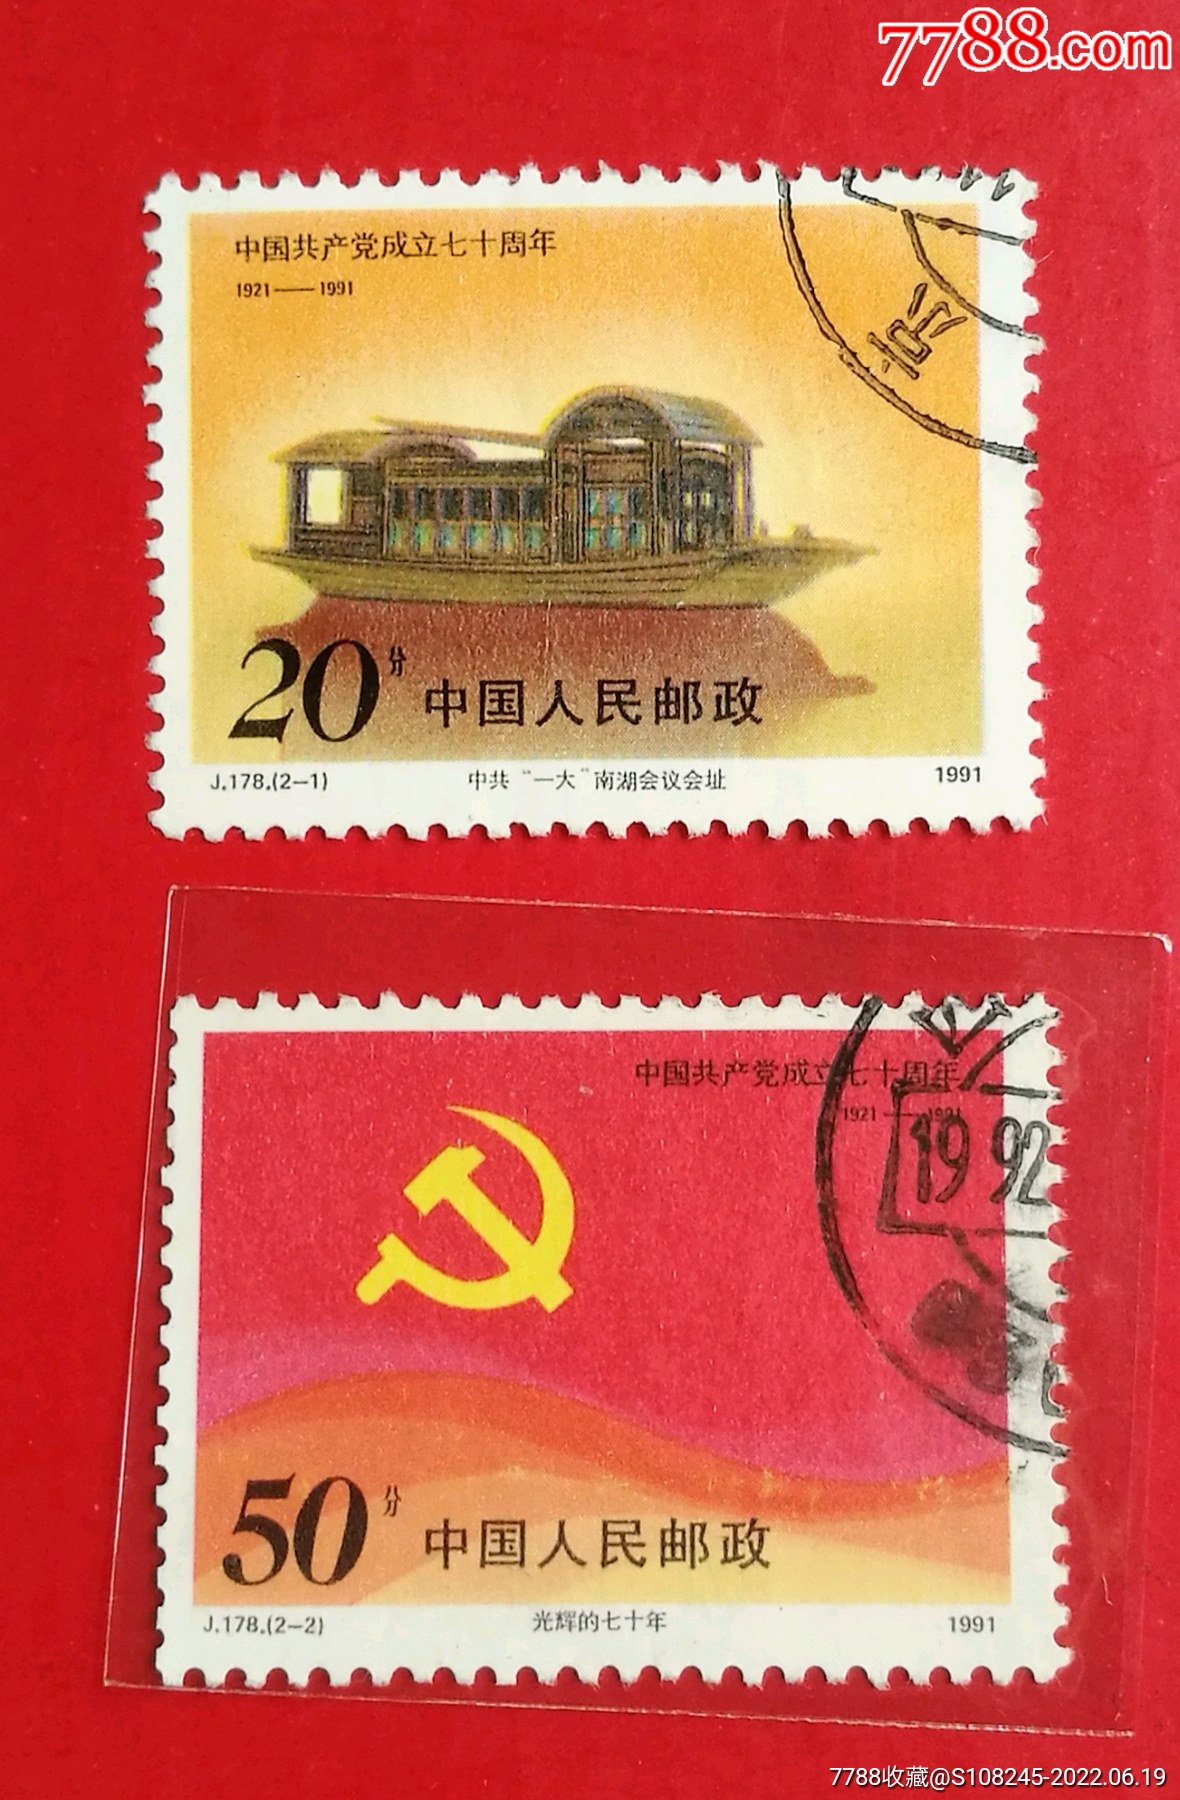 7788.com
中国共产党成立七十周年
1921——1991
京
20分 中国人民邮政
J.178.(2-1) 中共“一大”南湖会议会址 1991
中国共产党成立七十周年
1921——1991
19 92
50分 中国人民邮政
J.178.(2-2) 光辉的七十年 1991
7788收藏@S108245-2022.06.19